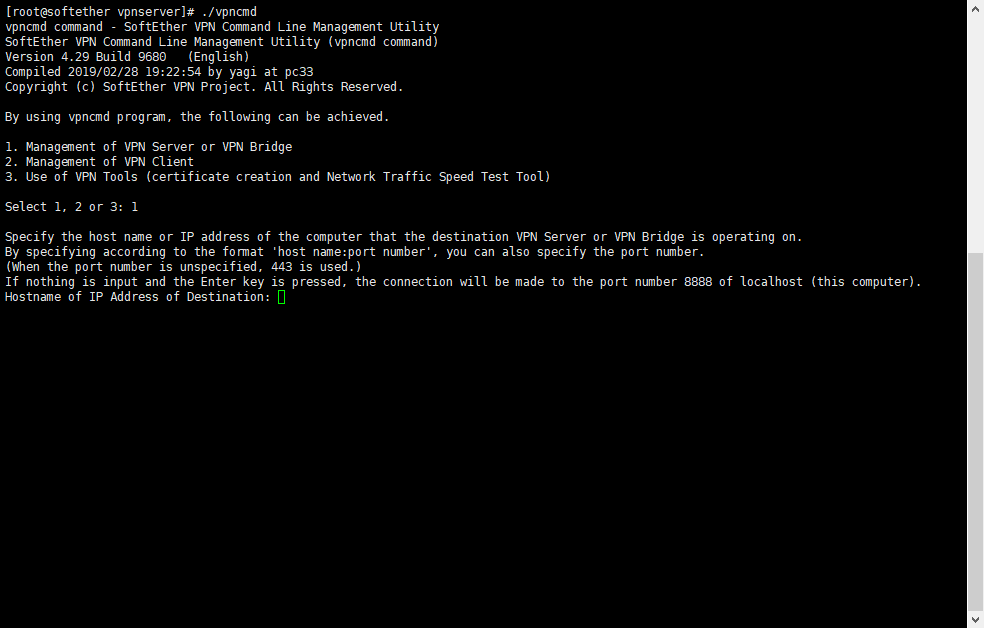 [root@softether vpnserver]# ./vpncmd
vpncmd command - SoftEther VPN Command Line Management Utility
SoftEther VPN Command Line Management Utility (vpncmd command)
Version 4.29 Build 9680   (English)
Compiled 2019/02/28 19:22:54 by yagi at pc33
Copyright (c) SoftEther VPN Project. All Rights Reserved.

By using vpncmd program, the following can be achieved.

1. Management of VPN Server or VPN Bridge
2. Management of VPN Client
3. Use of VPN Tools (certificate creation and Network Traffic Speed Test Tool)

Select 1, 2 or 3: 1

Specify the host name or IP address of the computer that the destination VPN Server or VPN Bridge is operating on.
By specifying according to the format 'host name:port number', you can also specify the port number.
(When the port number is unspecified, 443 is used.)
If nothing is input and the Enter key is pressed, the connection will be made to the port number 8888 of localhost (this computer).
Hostname of IP Address of Destination: